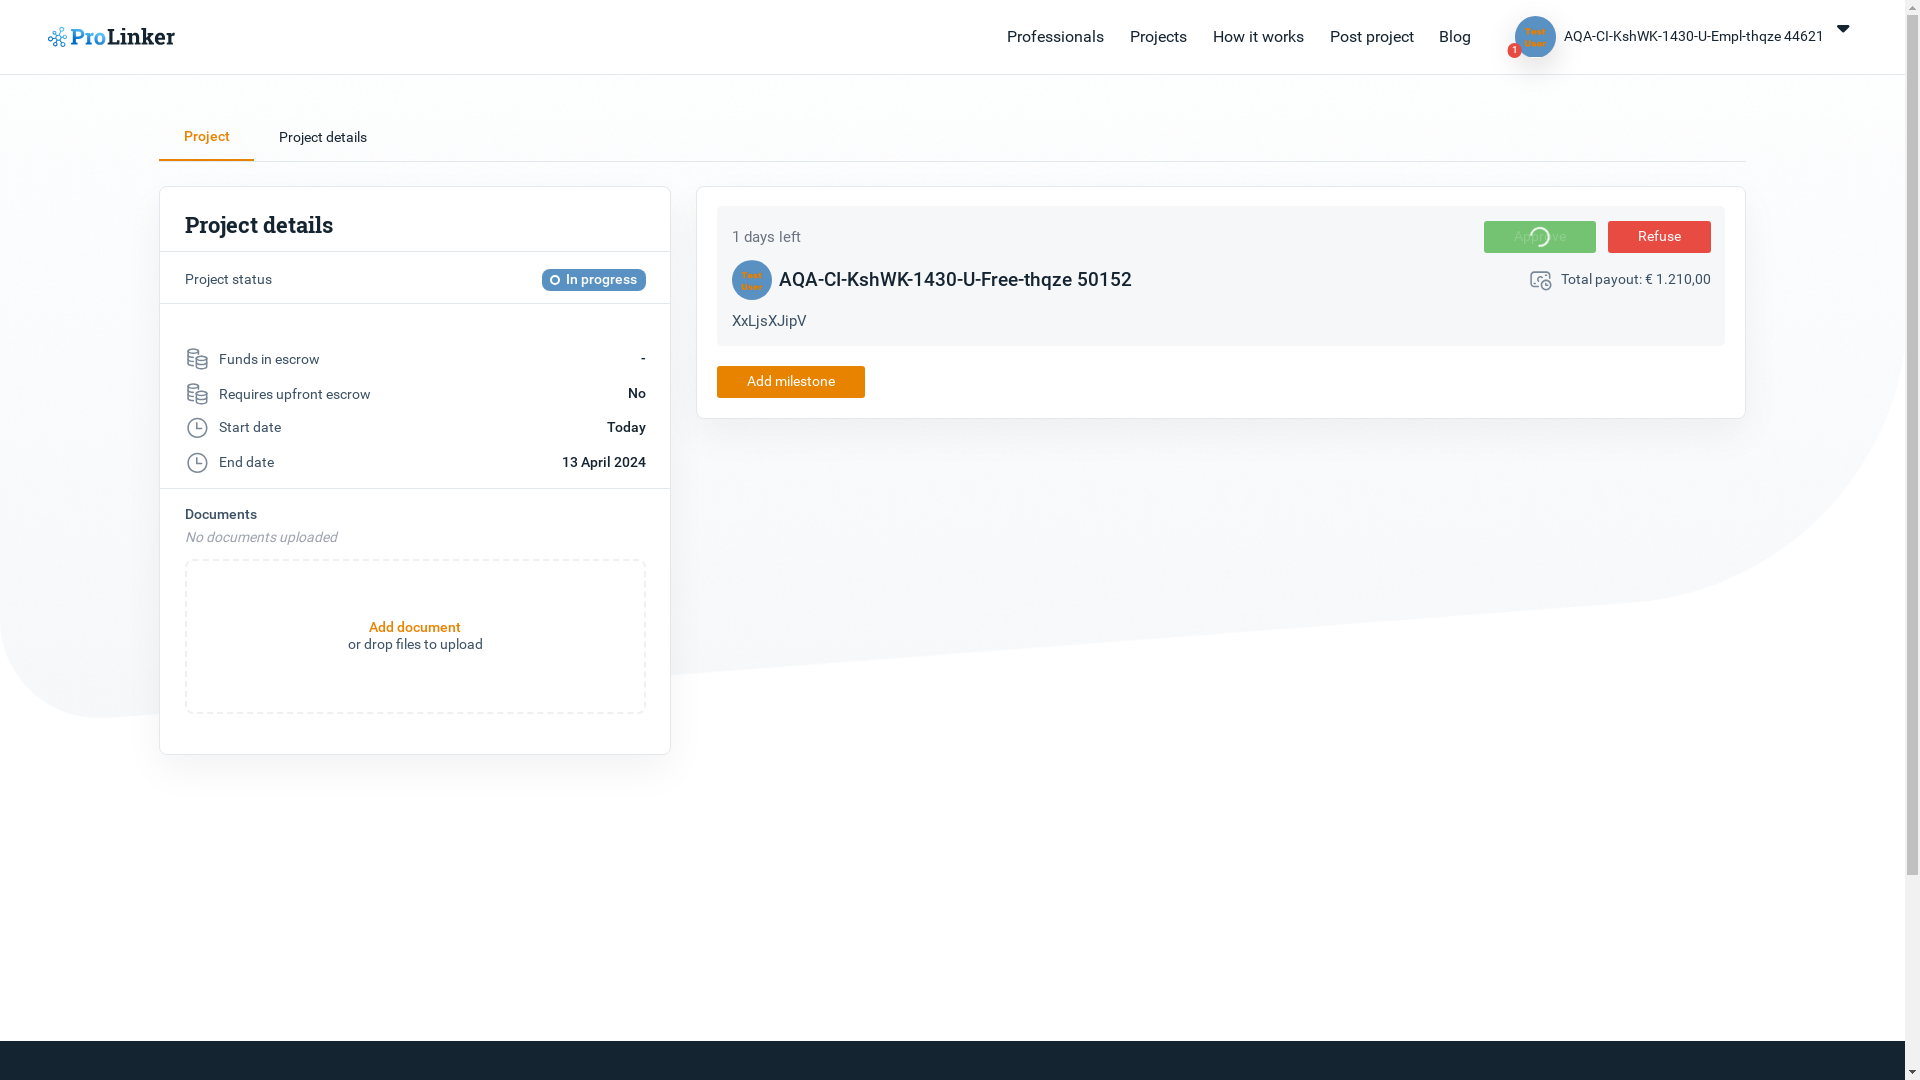 ProLinker
Professionals
Projects
How it works
Post project
Blog
1
AQA-CI-KshWK-1430-U-Empl-thqze 44621
Project
Project details
Project details
Project status
In progress
Funds in escrow
-
Requires upfront escrow
No
Start date
Today
End date
13 April 2024
Documents
No documents uploaded
Add document
or drop files to upload
1 days left
Approve
Refuse
Test
User
AQA-CI-KshWK-1430-U-Free-thqze 50152
Total payout: € 1.210,00
XxLjsXJipV
Add milestone